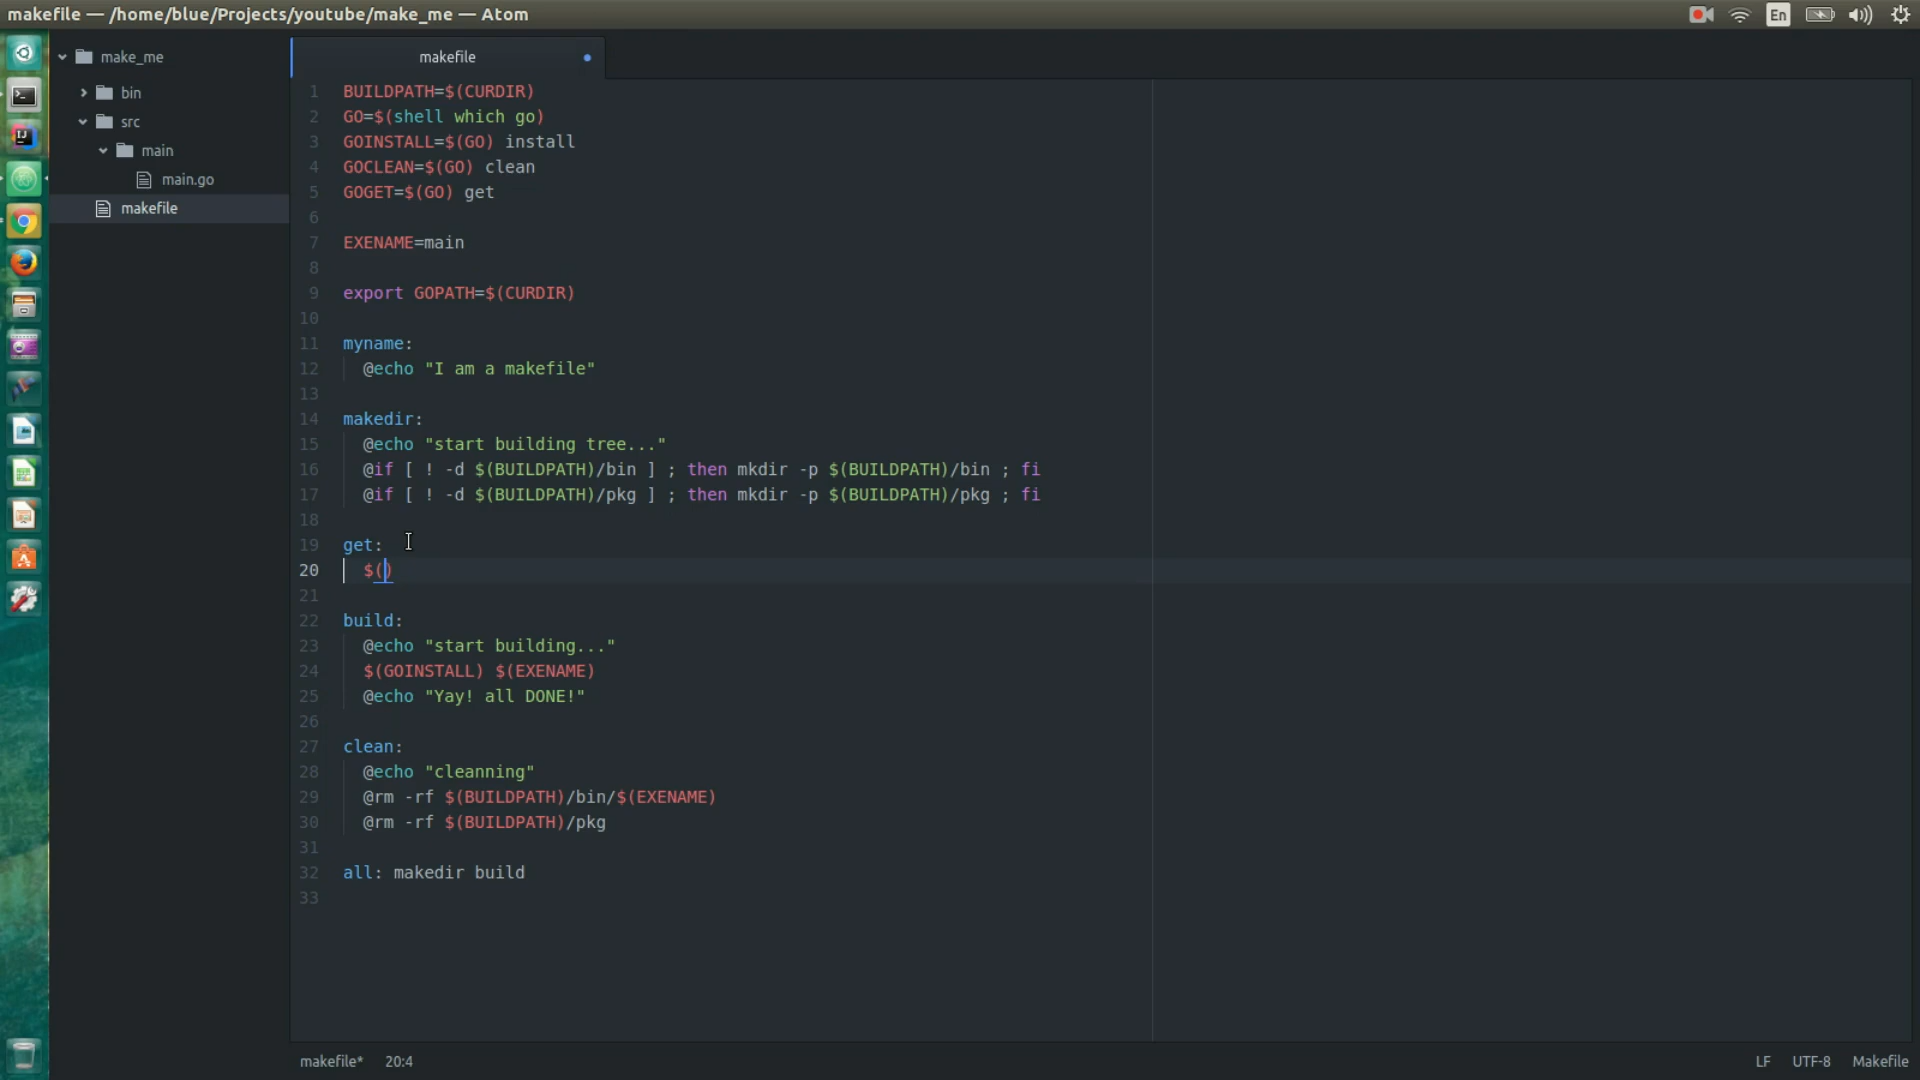 makefile — /home/blue/Projects/youtube/make_me — Atom
En
make_me
bin
src
main
main.go
makefile
makefile
1 BUILDPATH=$(CURDIR)
2 GO=$(shell which go)
3 GOINSTALL=$(GO) install
4 GOCLEAN=$(GO) clean
5 GOGET=$(GO) get
6
7 EXENAME=main
8
9 export GOPATH=$(CURDIR)
10
11 myname:
12 @echo "I am a makefile"
13
14 makedir:
15 @echo "start building tree..."
16 @if [ ! -d $(BUILDPATH)/bin ] ; then mkdir -p $(BUILDPATH)/bin ; fi
17 @if [ ! -d $(BUILDPATH)/pkg ] ; then mkdir -p $(BUILDPATH)/pkg ; fi
18
19 get:
20 $()
21
22 build:
23 @echo "start building..."
24 $(GOINSTALL) $(EXENAME)
25 @echo "Yay! all DONE!"
26
27 clean:
28 @echo "cleanning"
29 @rm -rf $(BUILDPATH)/bin/$(EXENAME)
30 @rm -rf $(BUILDPATH)/pkg
31
32 all: makedir build
33
makefile* 20:4 LF UTF-8 Makefile